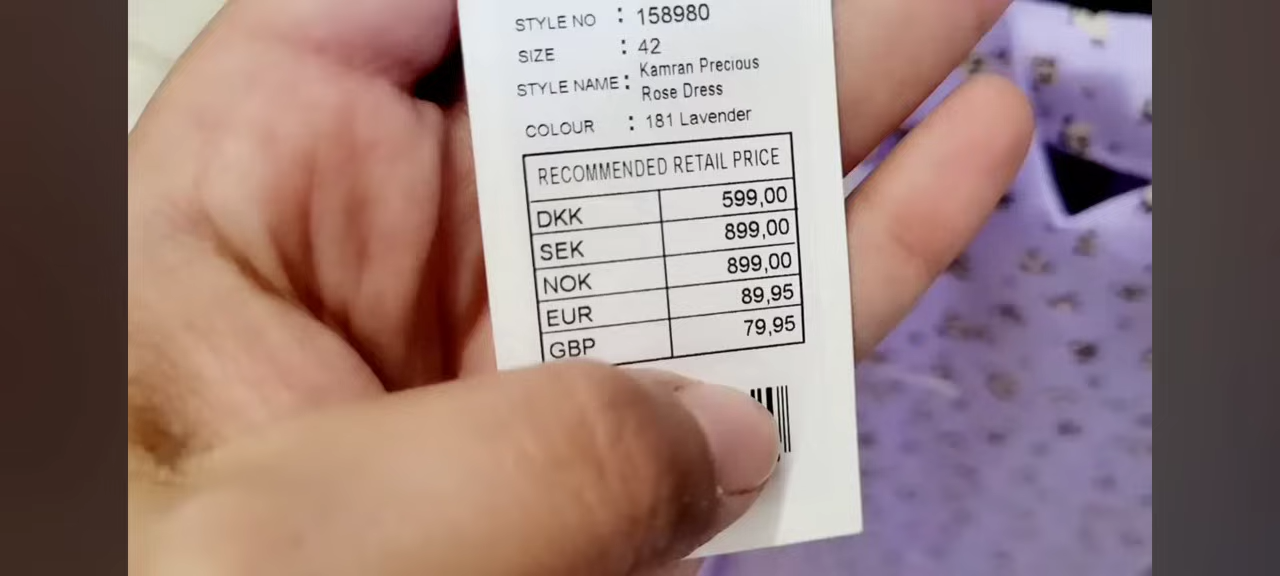 STYLE NO : 158980
SIZE : 42
STYLE NAME : Kamran Precious
Rose Dress
COLOUR : 181 Lavender
RECOMMENDED RETAIL PRICE
DKK 599,00
SEK 899,00
NOK 899,00
EUR 89,95
GBP 79,95